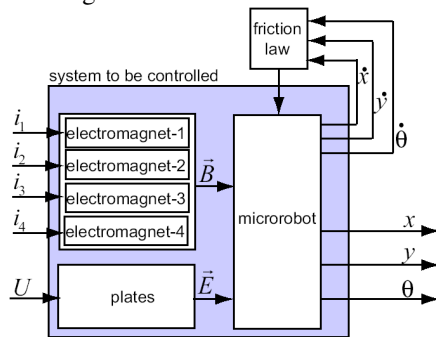 friction
law
system to be controlled
ẋ
ẏ
θ̇
i₁
electromagnet-1
i₂
electromagnet-2
i₃
electromagnet-3
i₄
electromagnet-4
B⃗
microrobot
x
y
U
plates
E⃗
θ